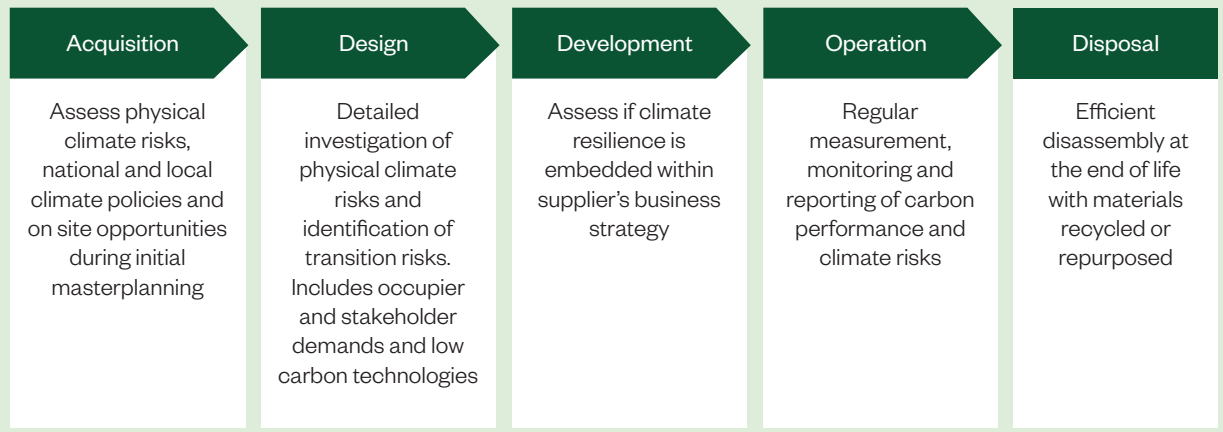 Acquisition
Assess physical
climate risks,
national and local
climate policies and
on site opportunities
during initial
masterplanning
Design
Detailed
investigation of
physical climate
risks and
identification of
transition risks.
Includes occupier
and stakeholder
demands and low
carbon technologies
Development
Assess if climate
resilience is
embedded within
supplier’s business
strategy
Operation
Regular
measurement,
monitoring and
reporting of carbon
performance and
climate risks
Disposal
Efficient
disassembly at
the end of life
with materials
recycled or
repurposed